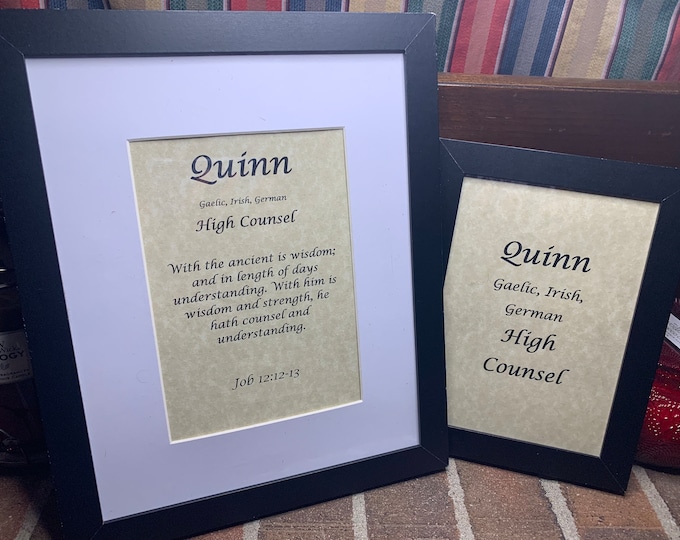 Quinn
Gaelic, Irish, German
High Counsel
With the ancient is wisdom;
and in length of days
understanding. With him is
wisdom and strength, he
hath counsel and
understanding.
Job 12:12-13
Quinn
Gaelic, Irish,
German
High
Counsel